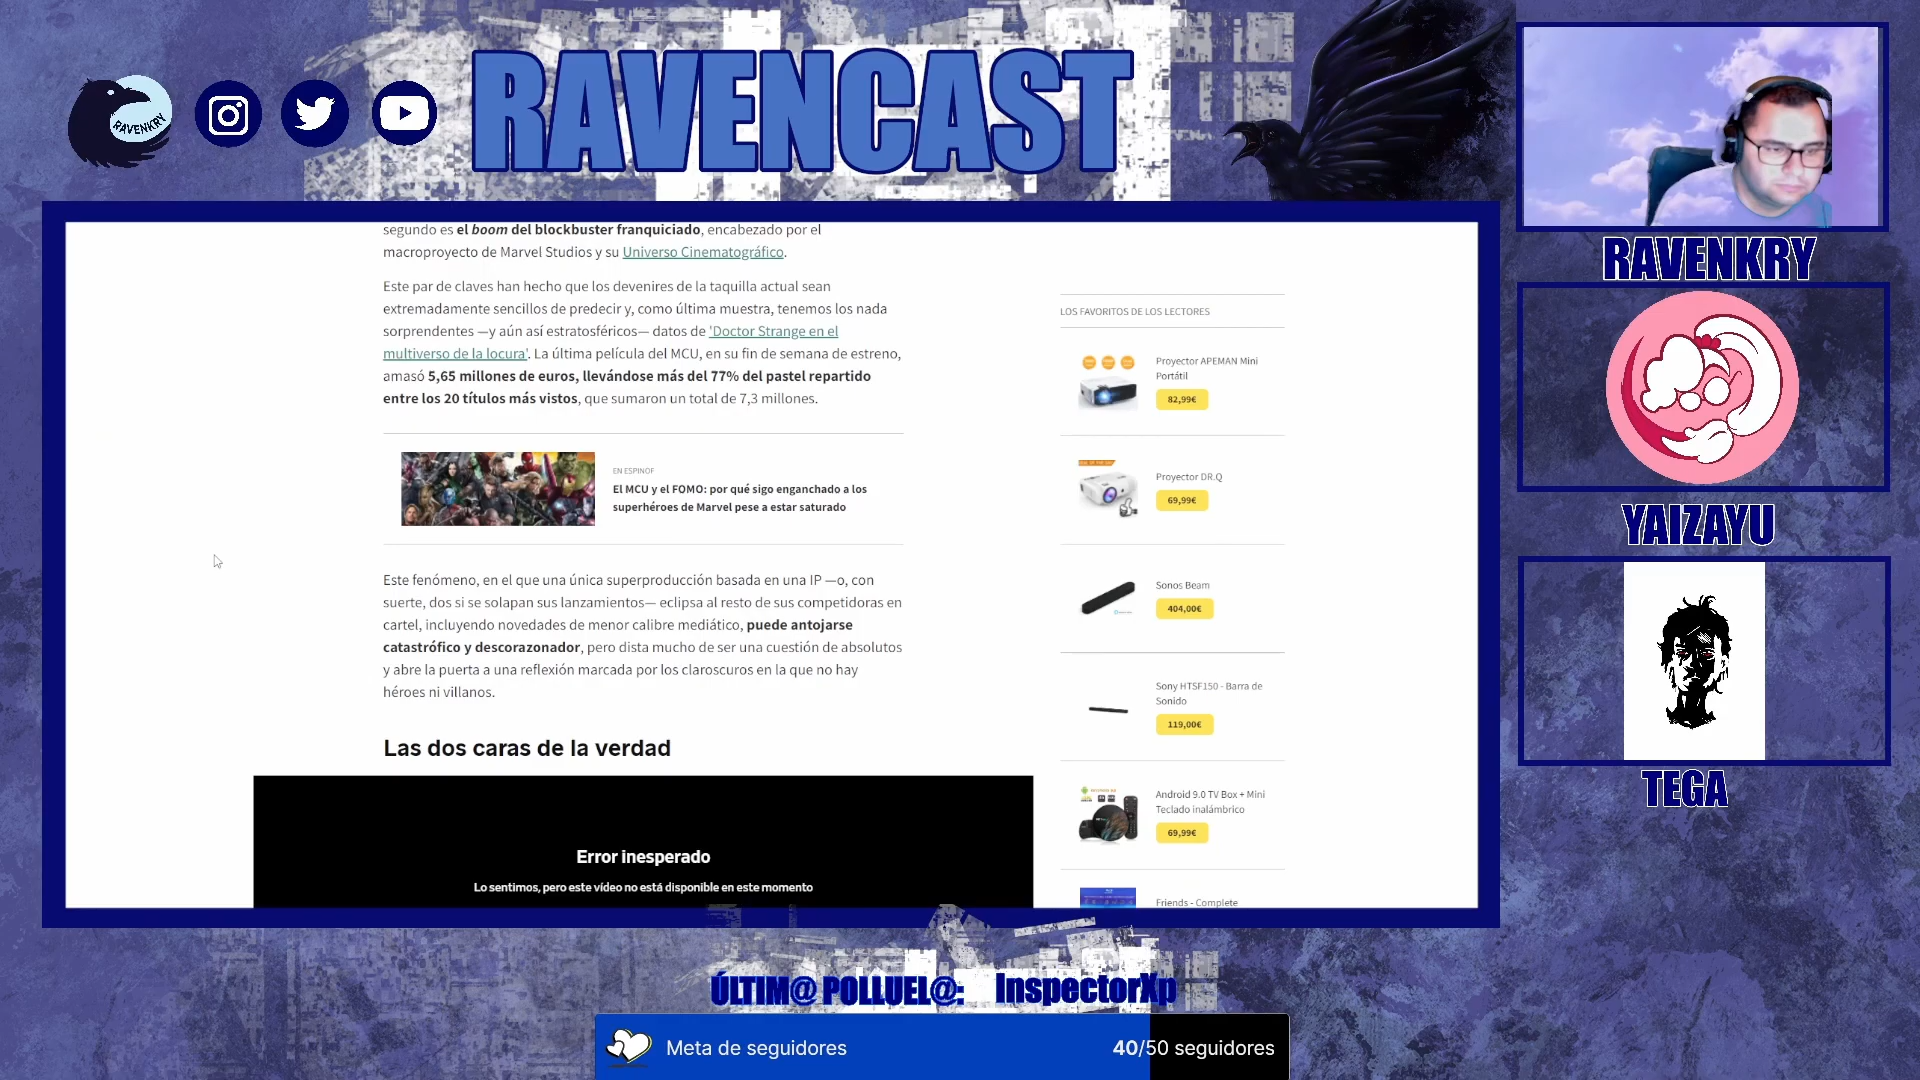 RAVENKRY
RAVENCAST
segundo es el boom del blockbuster franquiciado, encabezado por el
macroproyecto de Marvel Studios y su Universo Cinematográfico.
Este par de claves han hecho que los devenires de la taquilla actual sean
extremadamente sencillos de predecir y, como última muestra, tenemos los nada
sorprendentes —y aún así estratosféricos— datos de 'Doctor Strange en el
multiverso de la locura'. La última película del MCU, en su fin de semana de estreno,
amasó 5,65 millones de euros, llevándose más del 77% del pastel repartido
entre los 20 títulos más vistos, que sumaron un total de 7,3 millones.
EN ESPINOF
El MCU y el FOMO: por qué sigo enganchado a los
superhéroes de Marvel pese a estar saturado
Este fenómeno, en el que una única superproducción basada en una IP —o, con
suerte, dos si se solapan sus lanzamientos— eclipsa al resto de sus competidoras en
cartel, incluyendo novedades de menor calibre mediático, puede antojarse
catastrófico y descorazonador, pero dista mucho de ser una cuestión de absolutos
y abre la puerta a una reflexión marcada por los claroscuros en la que no hay
héroes ni villanos.
Las dos caras de la verdad
Error inesperado
Lo sentimos, pero este vídeo no está disponible en este momento
LOS FAVORITOS DE LOS LECTORES
Proyector APEMAN Mini
Portátil
82,99€
Proyector DR.Q
69,99€
Sonos Beam
404,00€
Sony HTSF150 - Barra de
Sonido
119,00€
Android 9.0 TV Box + Mini
Teclado inalámbrico
69,99€
Friends - Complete
RAVENKRY
YAIZAYU
TEGA
ÚLTIM@ POLLUEL@: InspectorXp
Meta de seguidores
40/50 seguidores